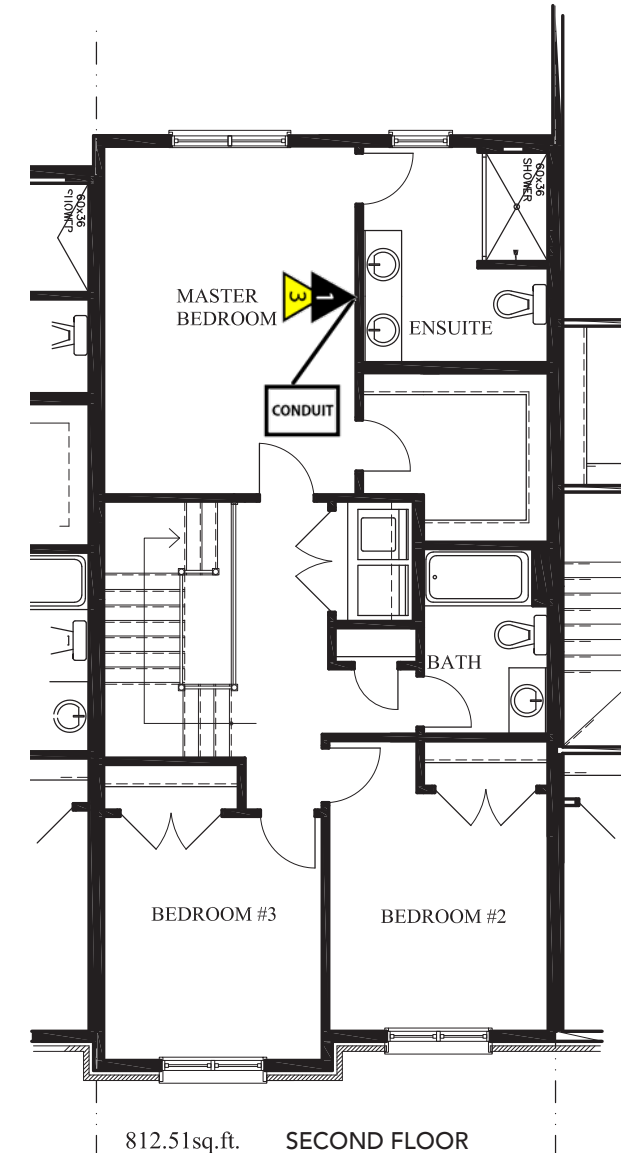 60x36
SHOWER
60x36
SHOWER
MASTER
BEDROOM
3
1
ENSUITE
CONDUIT
BATH
BEDROOM #3
BEDROOM #2
812.51sq.ft.
SECOND FLOOR